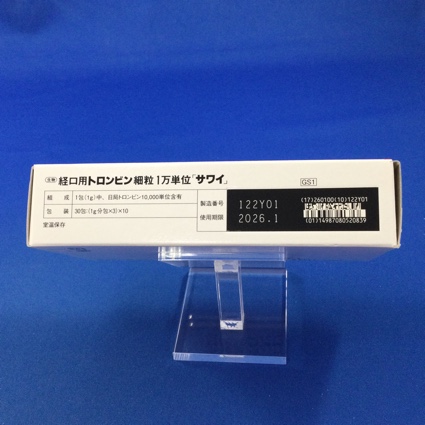 生物 経口用トロンビン細粒1万単位「サワイ」
組成 1包(1g)中、日局トロンビン10,000単位含有
包装 30包(1g分包×3)×10
室温保存
製造番号 122Y01
使用期限 2026.1
GS1
(17)260100(10)122Y01
(01)14987080520839